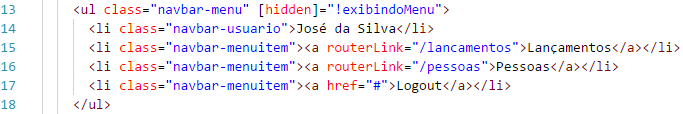 13 <ul class="navbar-menu" [hidden]="!exibindoMenu">
14 <li class="navbar-usuario">José da Silva</li>
15 <li class="navbar-menuitem"><a routerLink="/lancamentos">Lançamentos</a></li>
16 <li class="navbar-menuitem"><a routerLink="/pessoas">Pessoas</a></li>
17 <li class="navbar-menuitem"><a href="#">Logout</a></li>
18 </ul>